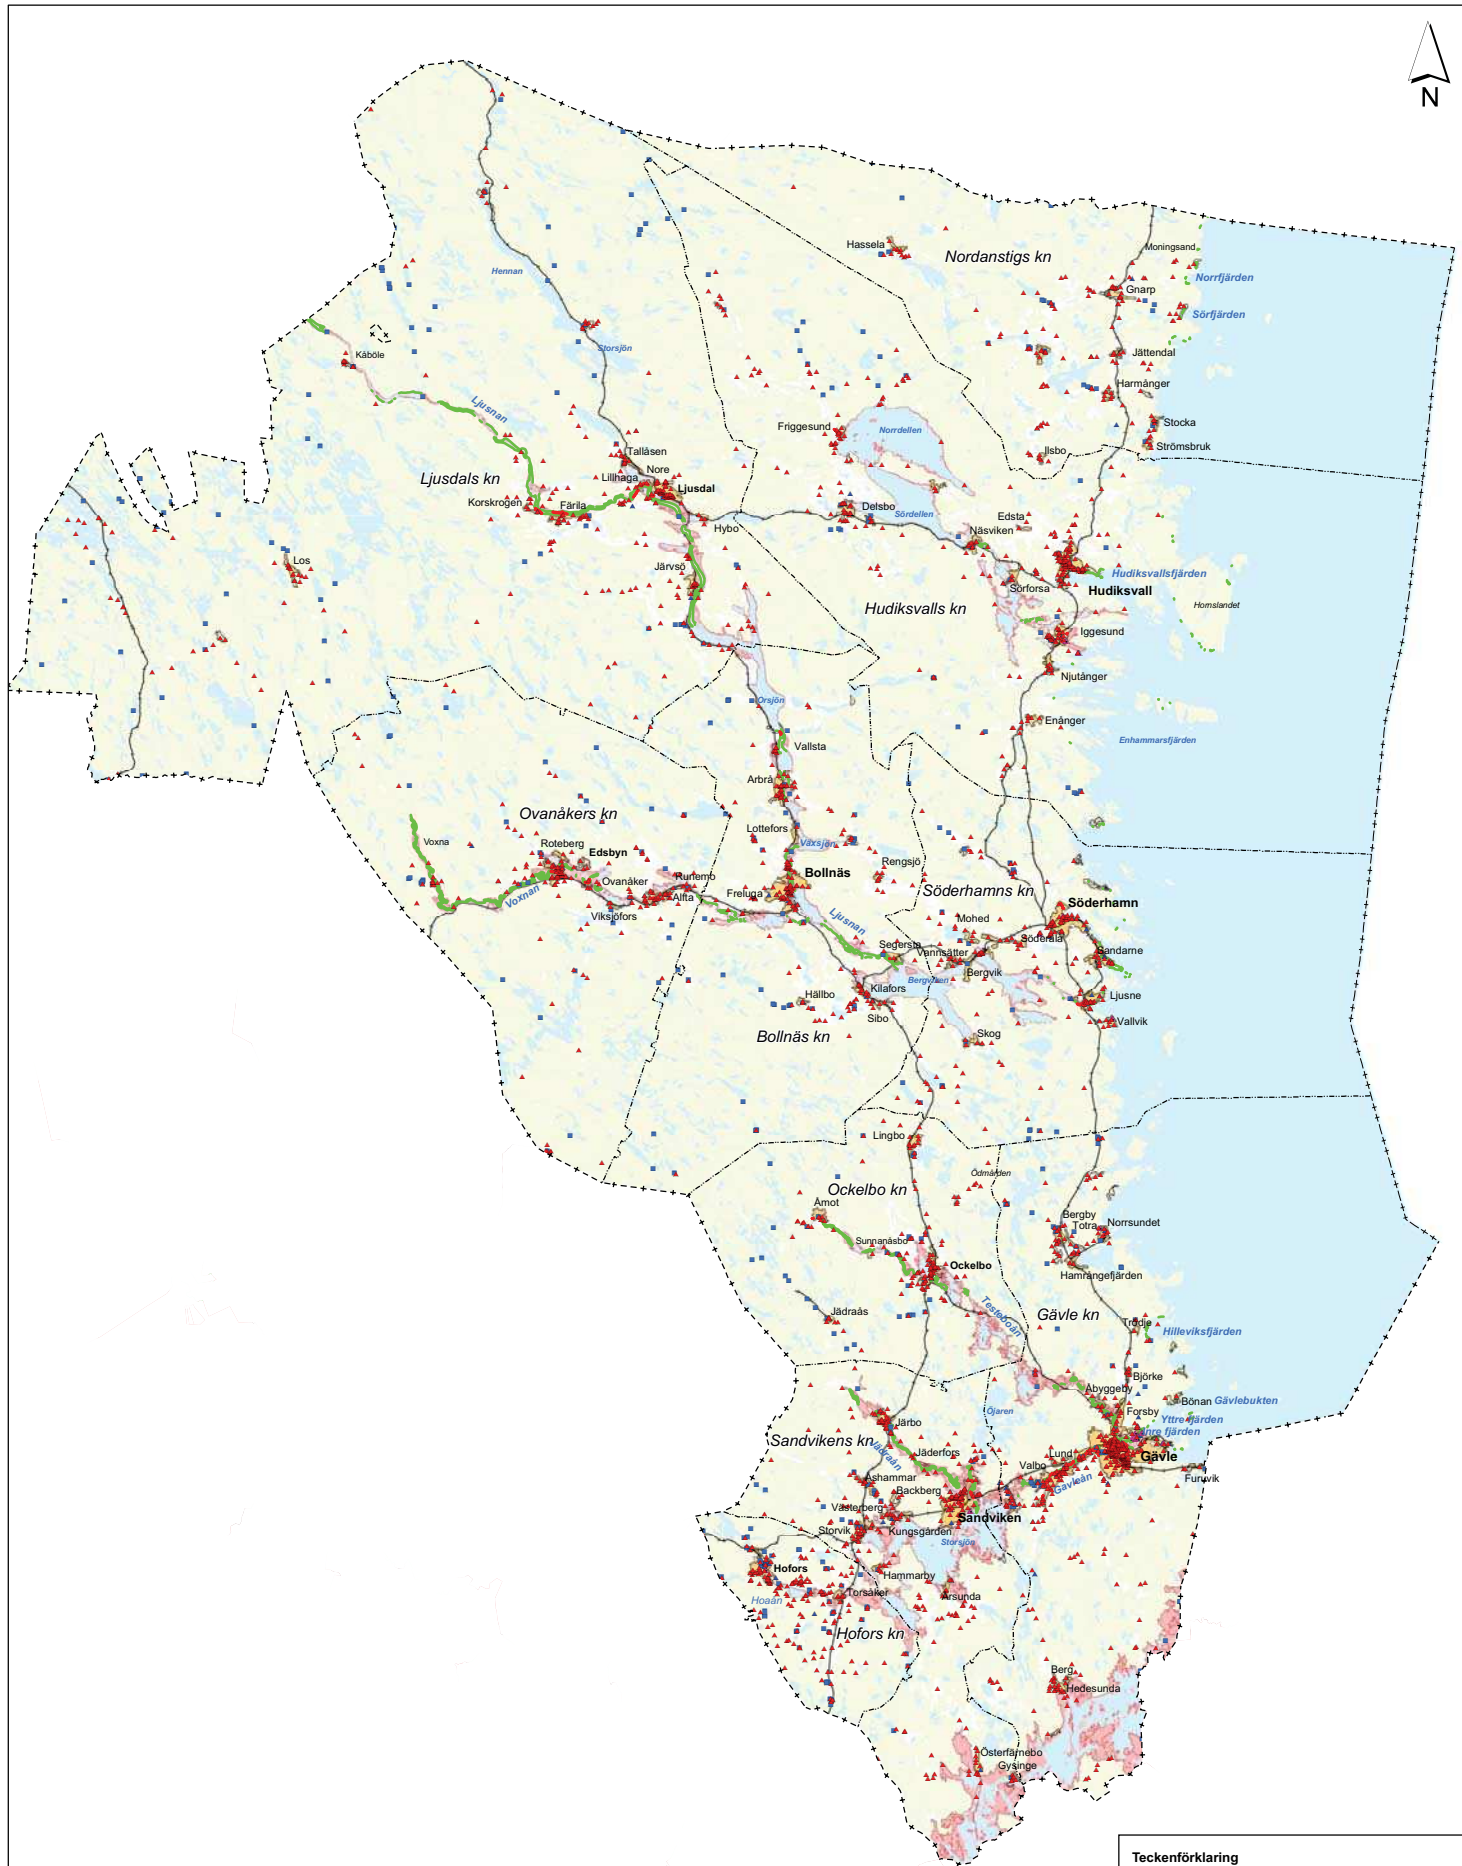 N
Hassela
Nordanstigs kn
Moningsand
Hennan
Norrfjärden
Gnarp
Sörfjärden
Storsjön
Jättendal
Kåböle
Harmånger
Ljusnan
Friggesund
Norrdellen
Stocka
Strömsbruk
Tallåsen
Ilsbo
Nore
Ljusdals kn
Lillhaga
Ljusdal
Korskrogen
Färila
Delsbo
Sördellen
Edsta
Hybo
Näsviken
Los
Järvsö
Hudiksvallsfjärden
Sörforsa
Hudiksvall
Hornslandet
Hudiksvalls kn
Iggesund
Njutånger
Orsjön
Enånger
Enhammarsfjärden
Vallsta
Arbrå
Ovanåkers kn
Lottefors
Voxna
Växsjön
Roteberg
Edsbyn
Rengsjö
Bollnäs
Runemo
Ovanåker
Söderhamns kn
Freluga
Alfta
Voxnan
Söderhamn
Viksjöfors
Ljusnan
Mohed
Söderala
Segersta
Vannsätter
Sandarne
Bergvik
Bergviken
Kilafors
Ljusne
Hällbo
Sibo
Vallvik
Bollnäs kn
Skog
Lingbo
Ödmården
Ockelbo kn
Åmot
Bergby
Totra
Norrsundet
Sunnanåsbo
Ockelbo
Hamrångefjärden
Testeboån
Jädraås
Gävle kn
Trödje
Hilleviksfjärden
Björke
Åbyggeby
Bönan
Gävlebukten
Öjaren
Forsby
Järbo
Yttre fjärden
Inre fjärden
Sandvikens kn
Jädraån
Jäderfors
Lund
Gävle
Valbo
Åshammar
Furuvik
Backberg
Gävleån
Västerberg
Sandviken
Storvik
Kungsgården
Storsjön
Hofors
Hammarby
Hoaån
Torsåker
Årsunda
Hofors kn
Berg
Hedesunda
Österfärnebo
Gysinge
Teckenförklaring